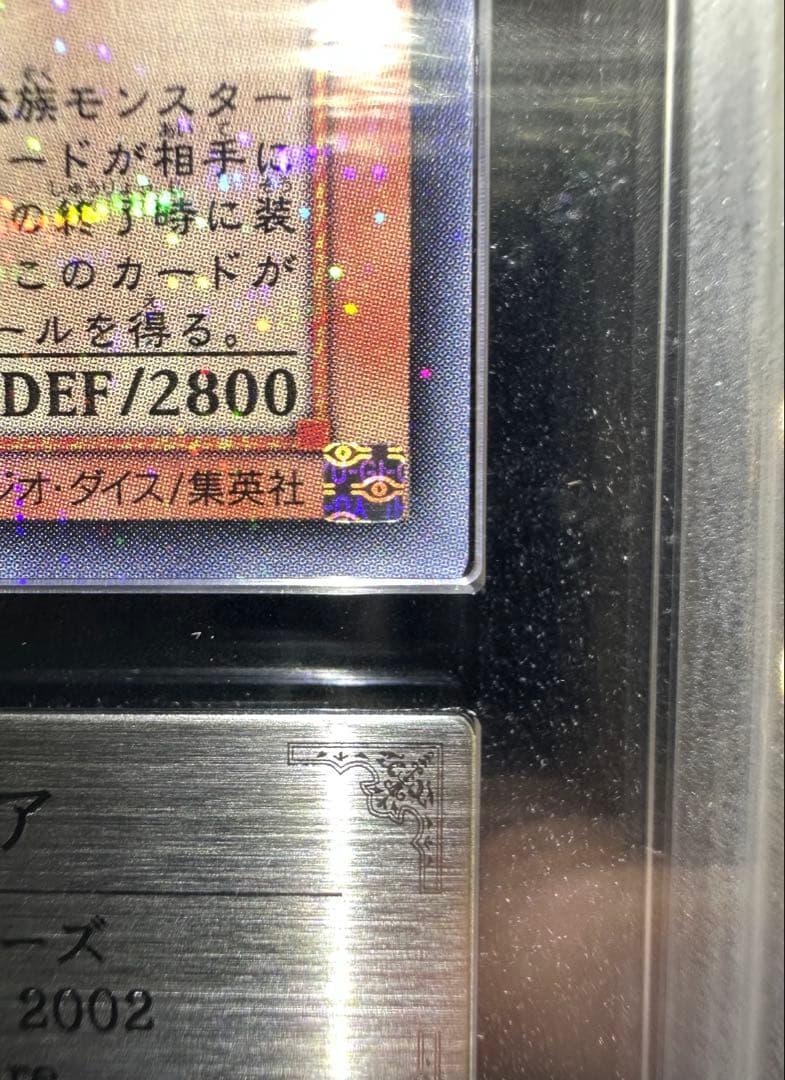 族モンスター
ードが相手に
の終了時に装
このカードが
ールを得る。
DEF/2800
ジオ・ダイス/集英社
ア
ーズ
2002